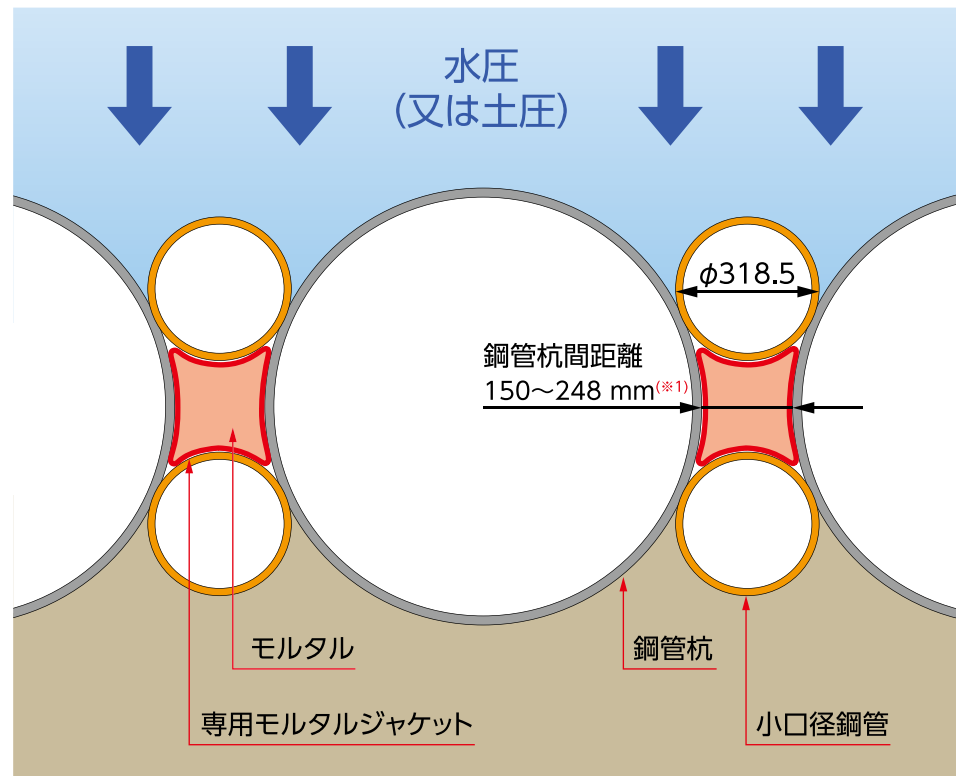 水圧
(又は土圧)
φ318.5
鋼管杭間距離
150～248 mm(※1)
モルタル
鋼管杭
専用モルタルジャケット
小口径鋼管